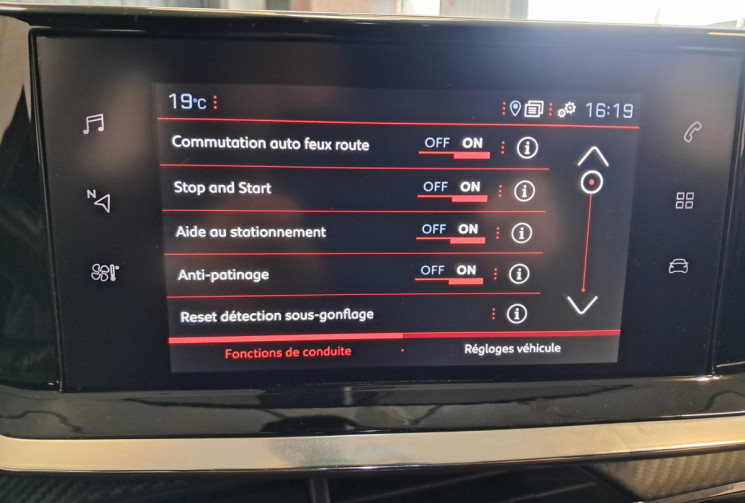 19°C 16:19
Commutation auto feux route OFF ON
Stop and Start OFF ON
Aide au stationnement OFF ON
Anti-patinage OFF ON
Reset détection sous-gonflage
Fonctions de conduite Réglages véhicule
N